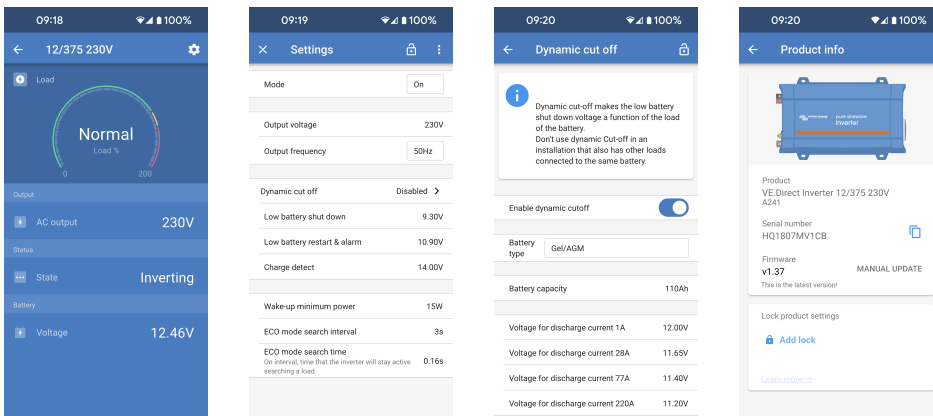 09:18
100%
12/375 230V
Load
Normal
Load %
0
200
Output
AC output
230V
Status
State
Inverting
Battery
Voltage
12.46V
09:19
100%
Settings
Mode
On
Output voltage
230V
Output frequency
50Hz
Dynamic cut off
Disabled
Low battery shut down
9.30V
Low battery restart & alarm
10.90V
Charge detect
14.00V
Wake-up minimum power
15W
ECO mode search interval
3s
ECO mode search time
On interval, time that the inverter will stay active
searching a load
0.16s
09:20
100%
Dynamic cut off
Dynamic cut-off makes the low battery
shut down voltage a function of the load
of the battery.
Don't use dynamic Cut-off in an
installation that also has other loads
connected to the same battery.
Enable dynamic cutoff
Battery
type
Gel/AGM
Battery capacity
110Ah
Voltage for discharge current 1A
12.00V
Voltage for discharge current 28A
11.65V
Voltage for discharge current 77A
11.40V
Voltage for discharge current 220A
11.20V
09:20
100%
Product info
pure sinewave
inverter
Product
VE.Direct Inverter 12/375 230V
A241
Serial number
HQ1807MV1CB
Firmware
v1.37
MANUAL UPDATE
This is the latest version!
Lock product settings
Add lock
Learn more →